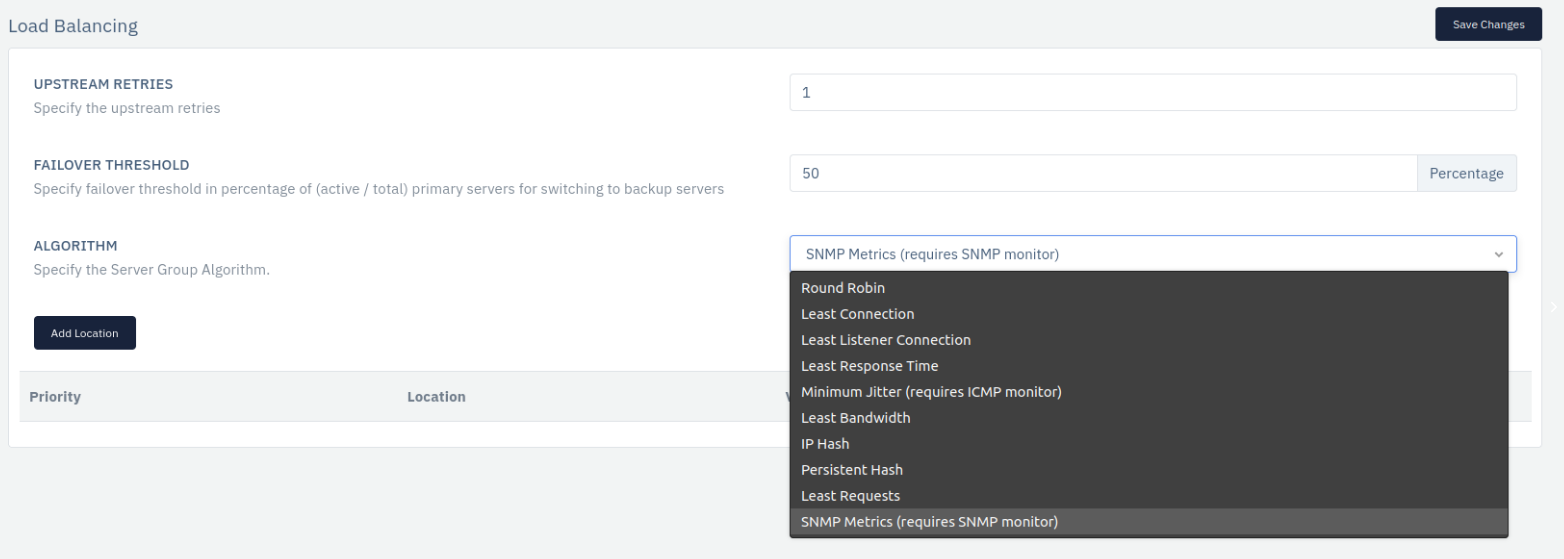 Load Balancing
Save Changes
UPSTREAM RETRIES
Specify the upstream retries
1
FAILOVER THRESHOLD
Specify failover threshold in percentage of (active / total) primary servers for switching to backup servers
50
Percentage
ALGORITHM
Specify the Server Group Algorithm.
SNMP Metrics (requires SNMP monitor)
Round Robin
Least Connection
Least Listener Connection
Least Response Time
Minimum Jitter (requires ICMP monitor)
Least Bandwidth
IP Hash
Persistent Hash
Least Requests
SNMP Metrics (requires SNMP monitor)
Add Location
Priority
Location